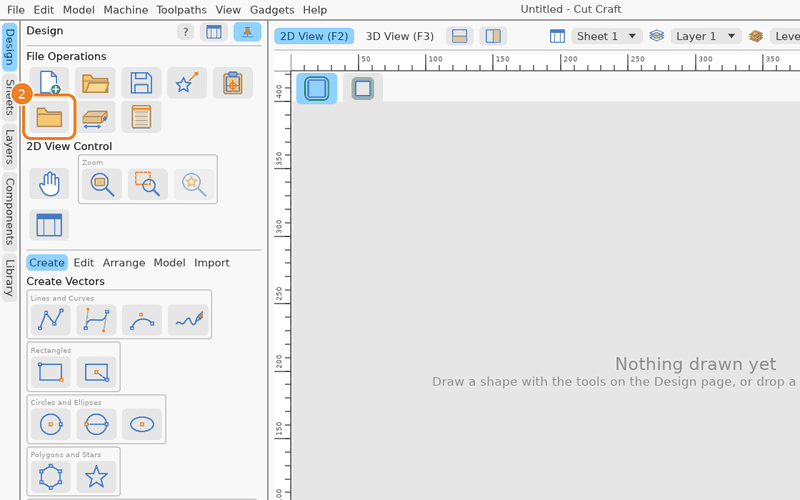 File Edit Model Machine Toolpaths View Gadgets Help Untitled - Cut Craft
Design
Sheets
Layers
Components
Library
Design ?
File Operations
2
2D View Control
Zoom
Create Edit Arrange Model Import
Create Vectors
Lines and Curves
Rectangles
Circles and Ellipses
Polygons and Stars
2D View (F2) 3D View (F3) Sheet 1 Layer 1 Leve
50 100 150 200 250 300 350
400
350
300
250
200
150
00
Nothing drawn yet
Draw a shape with the tools on the Design page, or drop a